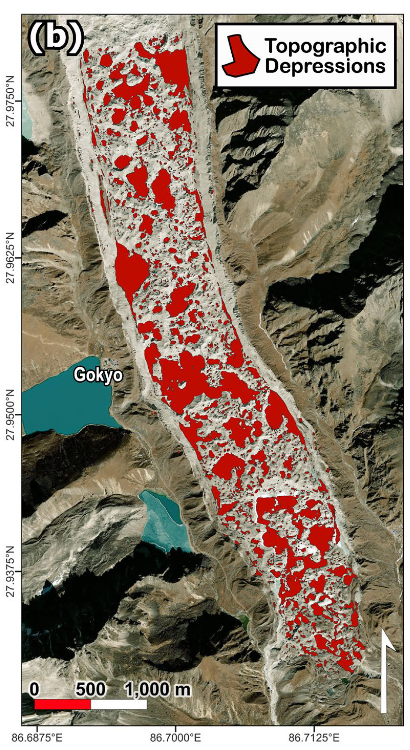 (b)
Topographic
Depressions
27.9750°N
27.9625°N
Gokyo
27.9500°N
27.9375°N
0 500 1,000 m
86.6875°E 86.7000°E 86.7125°E